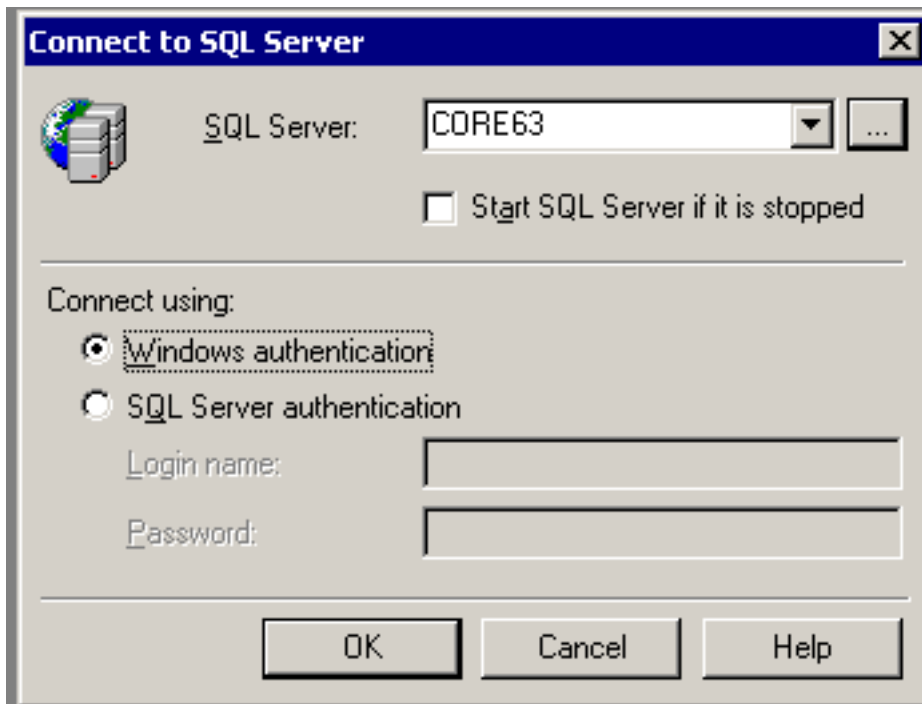 Connect to SQL Server
SQL Server: CORE63 ...
Start SQL Server if it is stopped
Connect using:
Windows authentication
SQL Server authentication
Login name:
Password:
OK Cancel Help